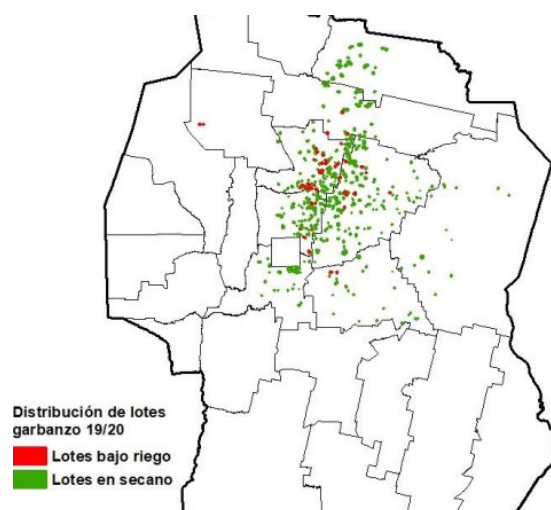 Distribución de lotes
garbanzo 19/20
Lotes bajo riego
Lotes en secano